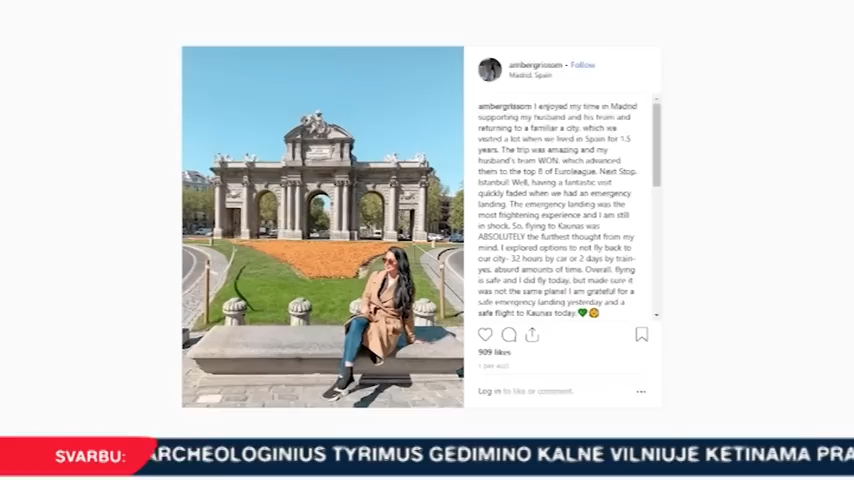 ambergrissom • Follow
Madrid, Spain
ambergrissom I enjoyed my time in Madrid
supporting my husband and his team and
returning to a familiar a city, which we
visited a lot when we lived in Spain for 1.5
years. The trip was amazing and my
husband's team WON, which advanced
them to the top 8 of Euroleague. Next Stop,
Istanbul! Well, having a fantastic visit
quickly faded when we had an emergency
landing. The emergency landing was the
most frightening experience and I am still
in shock. So, flying to Kaunas was
ABSOLUTELY the furthest thought from my
mind. I explored options to not fly back to
our city- 32 hours by car or 2 days by train-
yes, absurd amounts of time. Overall, flying
is safe and I did fly today, but made sure it
was not the same plane! I am grateful for a
safe emergency landing yesterday and a
safe flight to Kaunas today.
909 likes
1 DAY AGO
Log in to like or comment.
SVARBU: ARCHEOLOGINIUS TYRIMUS GEDIMINO KALNE VILNIUJE KETINAMA PRA